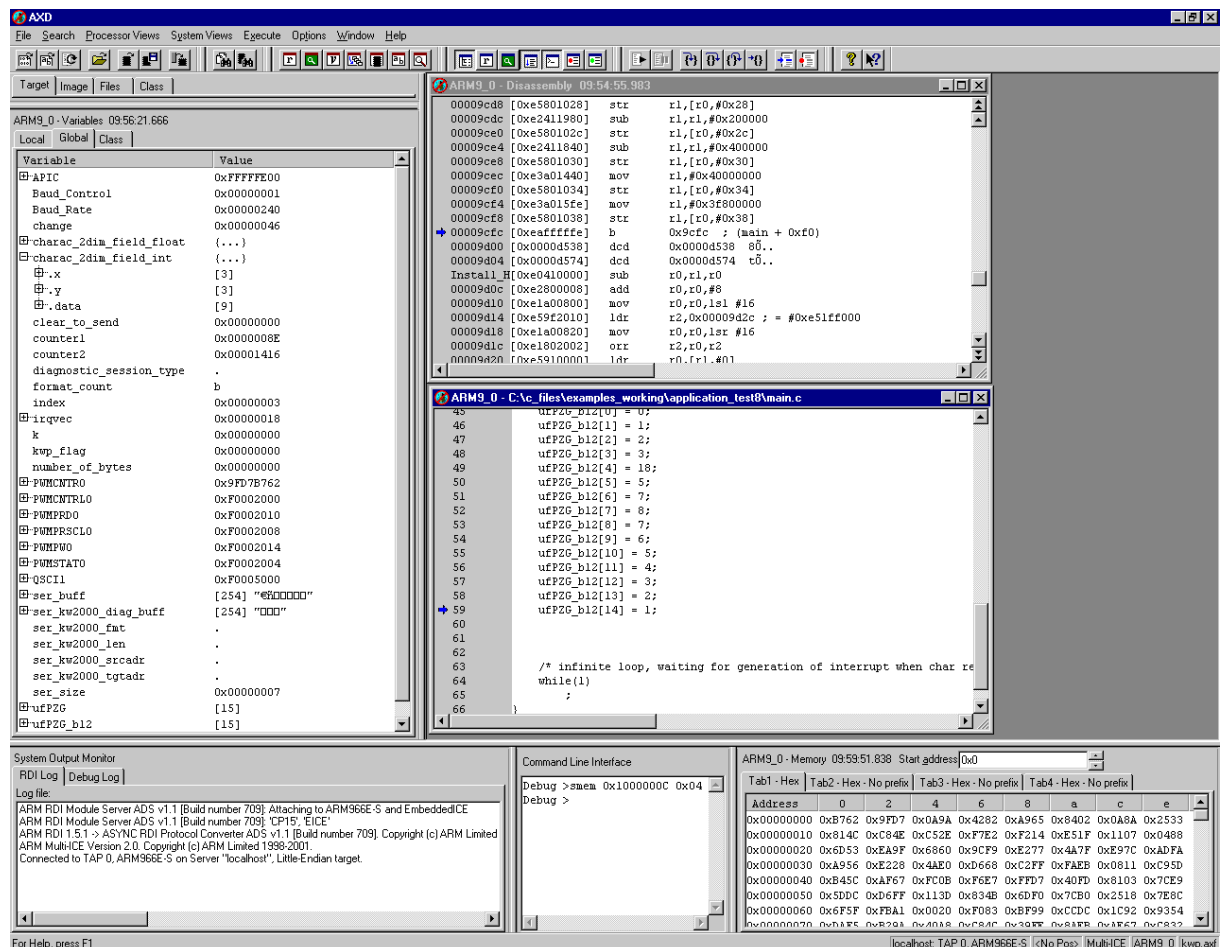 AXD
File Search Processor Views System Views Execute Options Window Help
Target Image Files Class
ARM9_0 - Variables 09:56:21.666
Local Global Class
Variable Value
APIC 0xFFFFFE00
Baud_Control 0x00000001
Baud_Rate 0x00000240
change 0x00000046
charac_2dim_field_float {...}
charac_2dim_field_int {...}
.x [3]
.y [3]
.data [9]
clear_to_send 0x00000000
counter1 0x0000008E
counter2 0x00001416
diagnostic_session_type .
format_count b
index 0x00000003
irqvec 0x00000018
k 0x00000000
kwp_flag 0x00000000
number_of_bytes 0x00000000
PWMCNTR0 0x9FD7B762
PWMCNTRL0 0xF0002000
PWMPRD0 0xF0002010
PWMPRSCL0 0xF0002008
PWMPW0 0xF0002014
PWMSTAT0 0xF0002004
QSCI1 0xF0005000
ser_buff [254]
ser_kw2000_diag_buff [254] "□□□"
ser_kw2000_fmt .
ser_kw2000_len .
ser_kw2000_srcadr .
ser_kw2000_tgtadr .
ser_size 0x00000007
ufPZG [15]
ufPZG_b12 [15]
ARM9_0 - Disassembly 09:54:55.983
00009cd8 [0xe5801028] str r1,[r0,#0x28]
00009cdc [0xe2411980] sub r1,r1,#0x200000
00009ce0 [0xe580102c] str r1,[r0,#0x2c]
00009ce4 [0xe2411840] sub r1,r1,#0x400000
00009ce8 [0xe5801030] str r1,[r0,#0x30]
00009cec [0xe3a01440] mov r1,#0x40000000
00009cf0 [0xe5801034] str r1,[r0,#0x34]
00009cf4 [0xe3a015fe] mov r1,#0x3f800000
00009cf8 [0xe5801038] str r1,[r0,#0x38]
00009cfc [0xeafffffe] b 0x9cfc ; (main + 0xf0)
00009d00 [0x0000d538] dcd 0x0000d538 8Õ..
00009d04 [0x0000d574] dcd 0x0000d574 tÕ..
Install_H[0xe0410000] sub r0,r1,r0
00009d0c [0xe2800008] add r0,r0,#8
00009d10 [0xe1a00800] mov r0,r0,lsl #16
00009d14 [0xe59f2010] ldr r2,0x00009d2c ; = #0xe51ff000
00009d18 [0xe1a00820] mov r0,r0,lsr #16
00009d1c [0xe1802002] orr r2,r0,r2
00009d20 [0xe5910000] ldr r0,[r1,#0]
ARM9_0 - C:\c_files\examples_working\application_test8\main.c
45 ufPZG_b12[0] = 0;
46 ufPZG_b12[1] = 1;
47 ufPZG_b12[2] = 2;
48 ufPZG_b12[3] = 3;
49 ufPZG_b12[4] = 18;
50 ufPZG_b12[5] = 5;
51 ufPZG_b12[6] = 7;
52 ufPZG_b12[7] = 8;
53 ufPZG_b12[8] = 7;
54 ufPZG_b12[9] = 6;
55 ufPZG_b12[10] = 5;
56 ufPZG_b12[11] = 4;
57 ufPZG_b12[12] = 3;
58 ufPZG_b12[13] = 2;
59 ufPZG_b12[14] = 1;
60
61
62
63 /* infinite loop, waiting for generation of interrupt when char re
64 while(1)
65 ;
66 }
System Output Monitor
RDI Log Debug Log
Log file:
ARM RDI Module Server ADS v1.1 [Build number 709]: Attaching to ARM966E-S and EmbeddedICE
ARM RDI Module Server ADS v1.1 [Build number 709]: 'CP15', 'EICE'
ARM RDI 1.5.1 -> ASYNC RDI Protocol Converter ADS v1.1 [Build number 709]. Copyright (c) ARM Limited
ARM Multi-ICE Version 2.0. Copyright (c) ARM Limited 1998-2001.
Connected to TAP 0, ARM966E-S on Server "localhost", Little-Endian target.
Command Line Interface
Debug >smem 0x1000000C 0x04
Debug >
ARM9_0 - Memory 09:59:51.838 Start address 0x0
Tab1 - Hex Tab2 - Hex - No prefix Tab3 - Hex - No prefix Tab4 - Hex - No prefix
Address 0 2 4 6 8 a c e
0x00000000 0xB762 0x9FD7 0x0A9A 0x4282 0xA965 0x8402 0x0A8A 0x2533
0x00000010 0x814C 0xC84E 0xC52E 0xF7E2 0xF214 0xE51F 0x1107 0x0488
0x00000020 0x6D53 0xEA9F 0x6860 0x9CF9 0xE277 0x4A7F 0xE97C 0xADFA
0x00000030 0xA956 0xE228 0x4AE0 0xD668 0xC2FF 0xFAEB 0x0811 0xC95D
0x00000040 0xB45C 0xAF67 0xFC0B 0xF6E7 0xFFD7 0x40FD 0x8103 0x7CE9
0x00000050 0x5DDC 0xD6FF 0x113D 0x834B 0x6DF0 0x7CB0 0x2518 0x7E8C
0x00000060 0x6F5F 0xFBA1 0x0020 0xF083 0xBF99 0xCCDC 0x1C92 0x9354
0x00000070
For Help, press F1
localhost: TAP 0, ARM966E-S <No Pos> Multi-ICE ARM9_0 kwp.axf